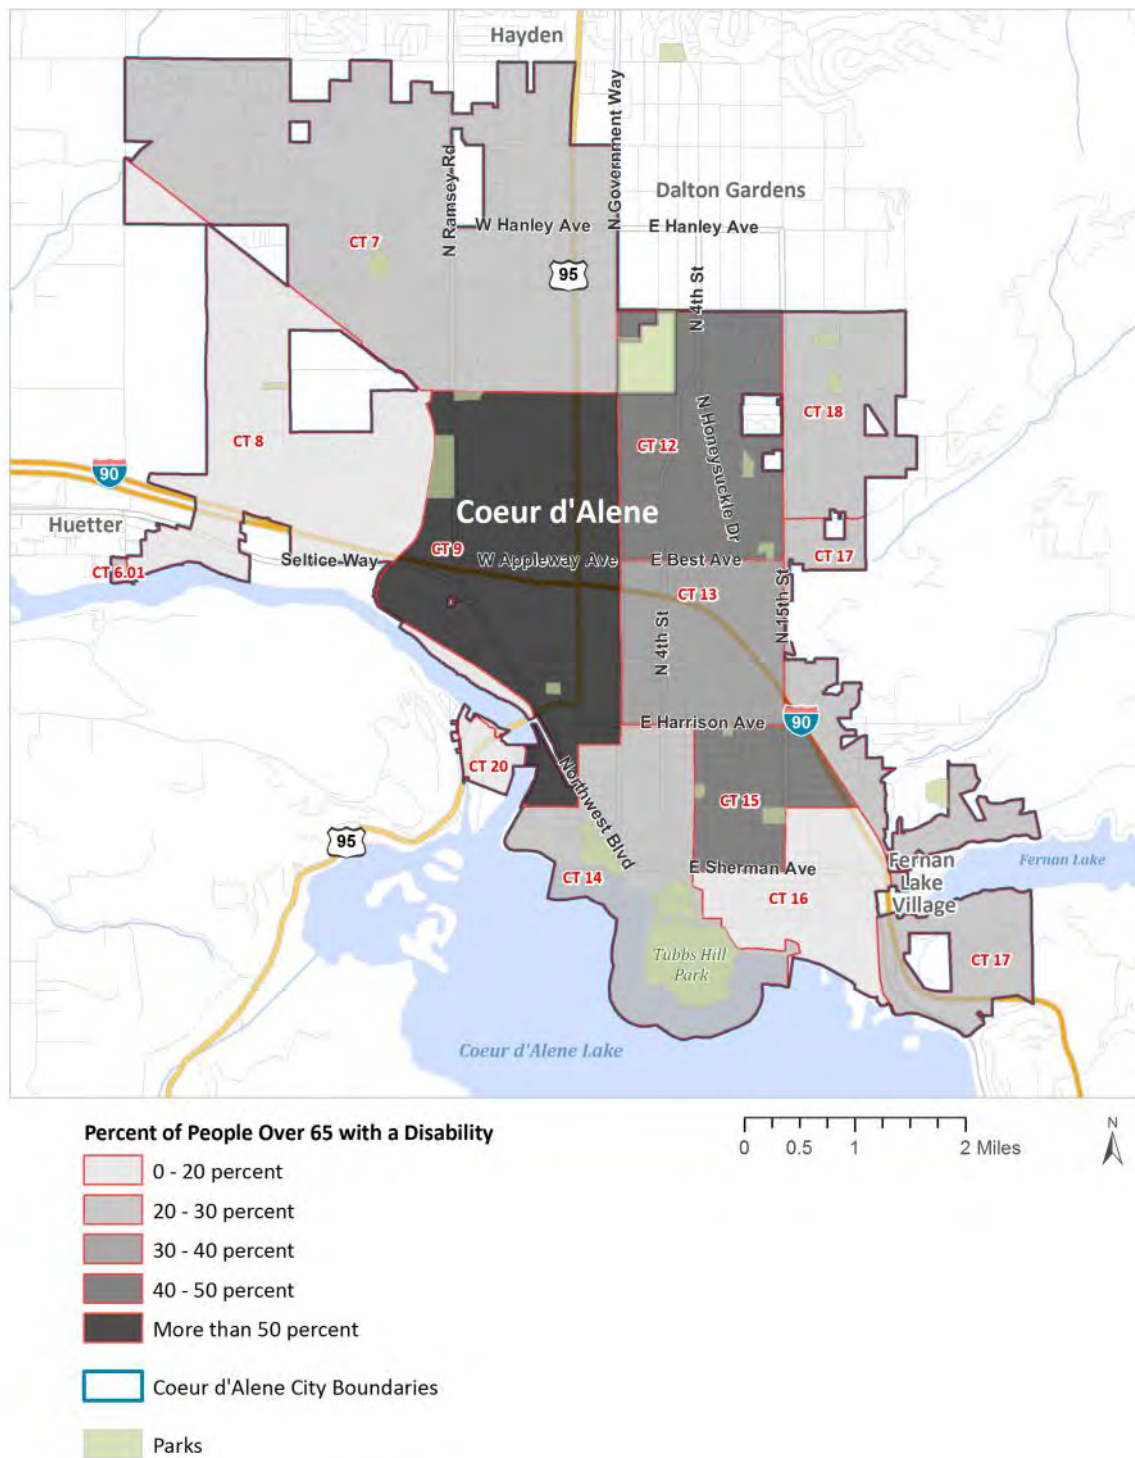 Hayden
N Government Way
N Ramsey Rd
Dalton Gardens
W Hanley Ave
E Hanley Ave
CT 7
95
N 4th St
CT 18
CT 8
CT 12
N Honeysuckle Dr
90
Coeur d'Alene
Huetter
CT 9
Seltice Way
W Appleway Ave
E Best Ave
CT 17
CT 6.01
CT 13
N 15th St
N 4th St
E Harrison Ave
90
CT 20
Northwest Blvd
CT 15
95
E Sherman Ave
Fernan
Lake
Village
Fernan Lake
CT 14
CT 16
Tubbs Hill
Park
CT 17
Coeur d'Alene Lake
Percent of People Over 65 with a Disability
0 - 20 percent
20 - 30 percent
30 - 40 percent
40 - 50 percent
More than 50 percent
Coeur d'Alene City Boundaries
Parks
0 0.5 1 2 Miles
N